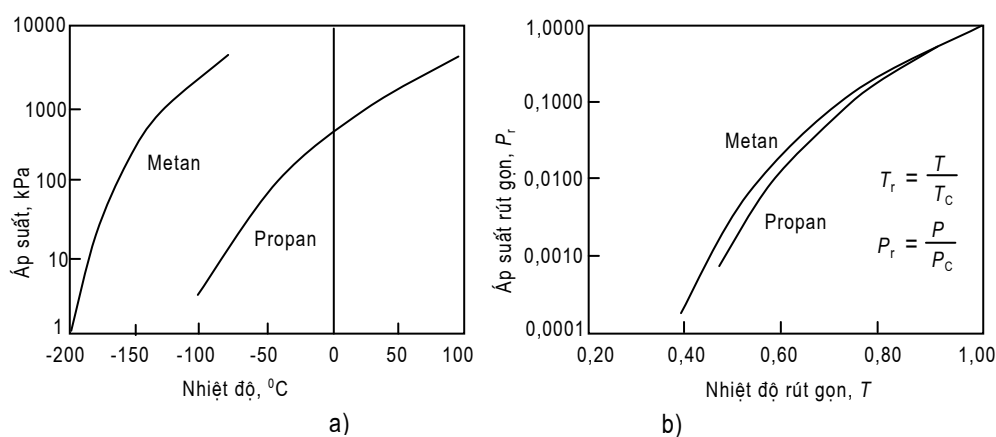 10000
1000
100
10
1
-200
-150
-100
-50
0
50
100
Áp suất, kPa
Metan
Propan
Nhiệt độ, ⁰C
a)
1,0000
0,1000
0,0100
0,0010
0,0001
0,20
0,40
0,60
0,80
1,00
Áp suất rút gọn, Pr
Metan
Propan
Tr = T / TC
Pr = P / PC
Nhiệt độ rút gọn, T
b)